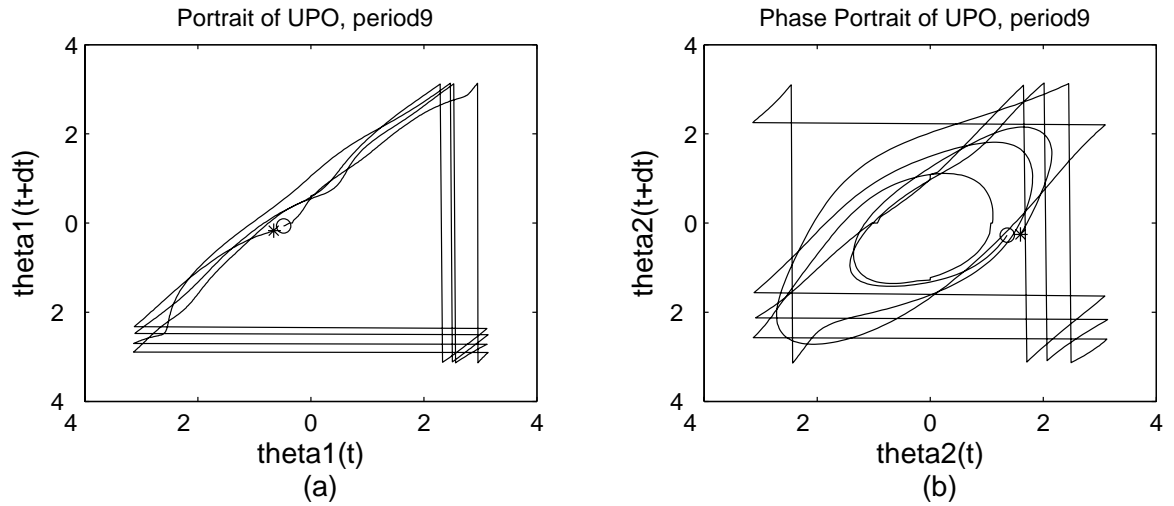 Portrait of UPO, period9
4
2
0
2
4
4 2 0 2 4
theta1(t+dt)
theta1(t)
(a)
Phase Portrait of UPO, period9
4
2
0
2
4
4 2 0 2 4
theta2(t+dt)
theta2(t)
(b)